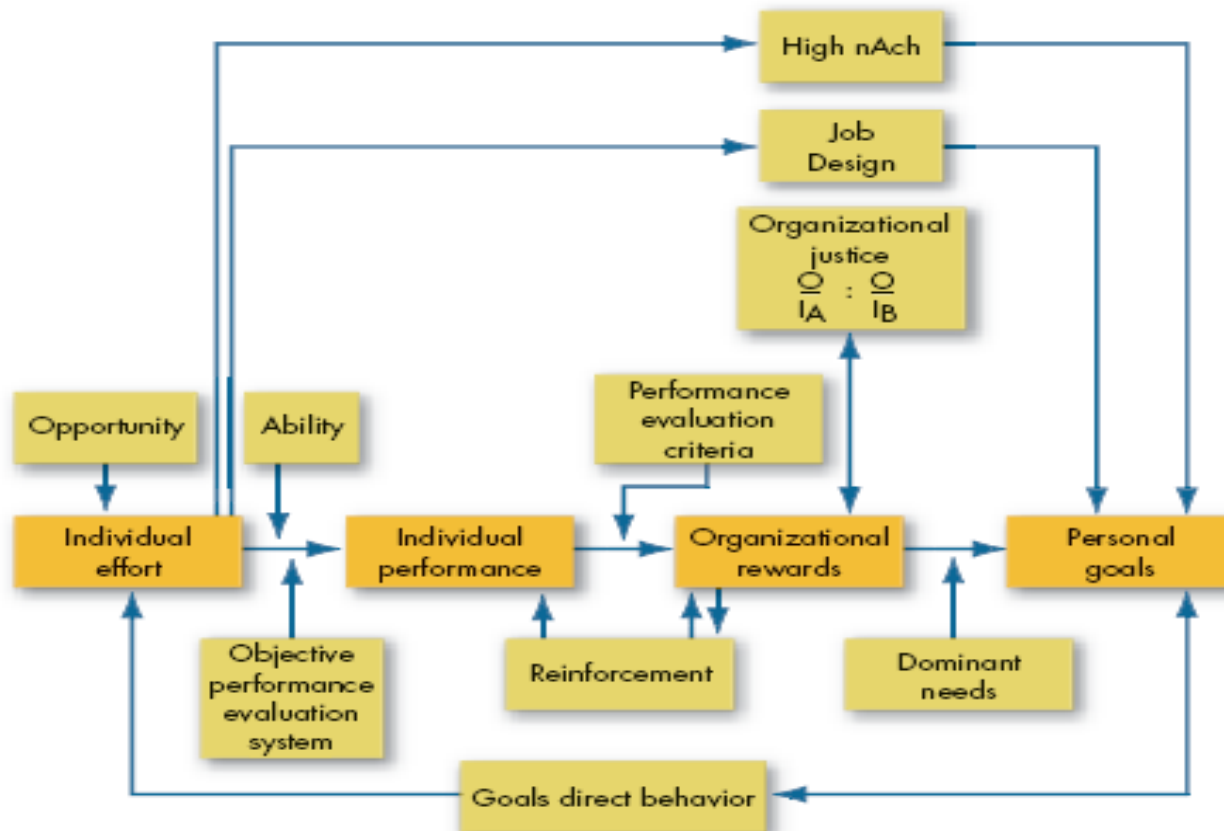 High nAch
Job
Design
Organizational
justice
O : O
IA IB
Performance
evaluation
criteria
Opportunity
Ability
Individual
effort
Individual
performance
Organizational
rewards
Personal
goals
Objective
performance
evaluation
system
Reinforcement
Dominant
needs
Goals direct behavior